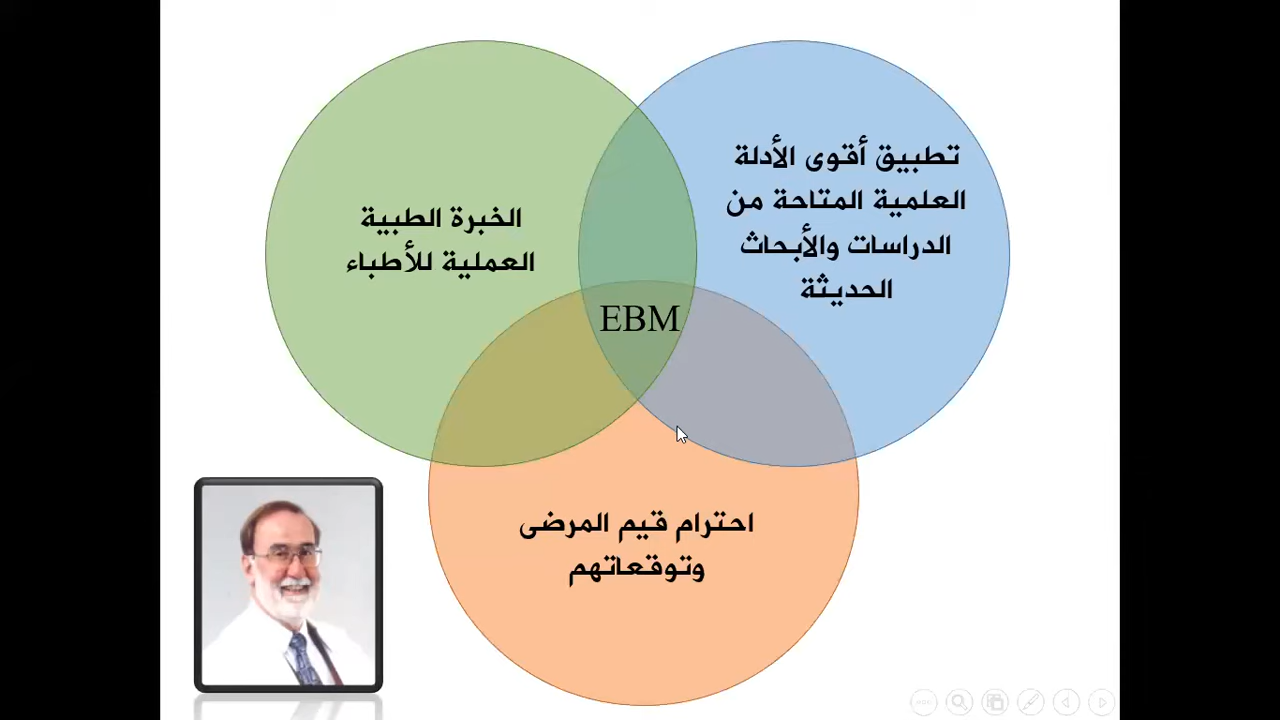 تطبيق أقوى الأدلة
العلمية المتاحة من
الدراسات والأبحاث
الحديثة
الخبرة الطبية
العملية للأطباء
EBM
احترام قيم المرضى
وتوقعاتهم